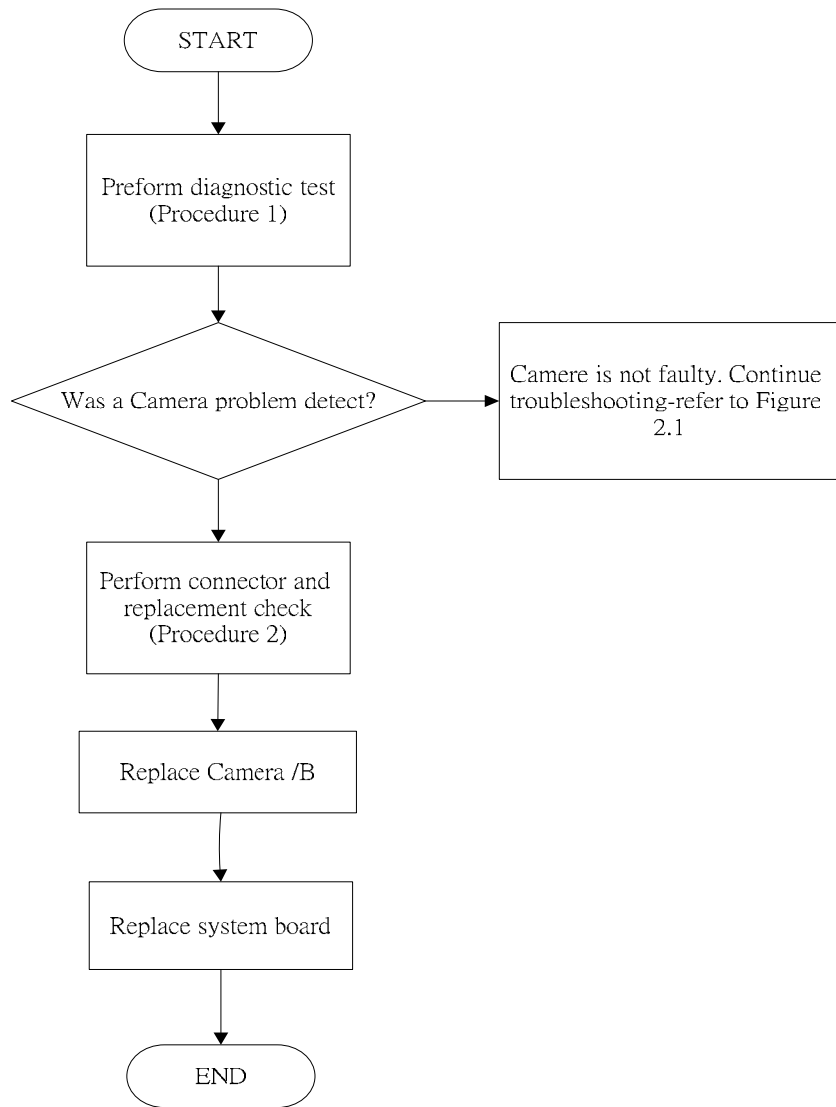 START
Preform diagnostic test
(Procedure 1)
Was a Camera problem detect?
Camere is not faulty. Continue
troubleshooting-refer to Figure
2.1
Perform connector and
replacement check
(Procedure 2)
Replace Camera /B
Replace system board
END